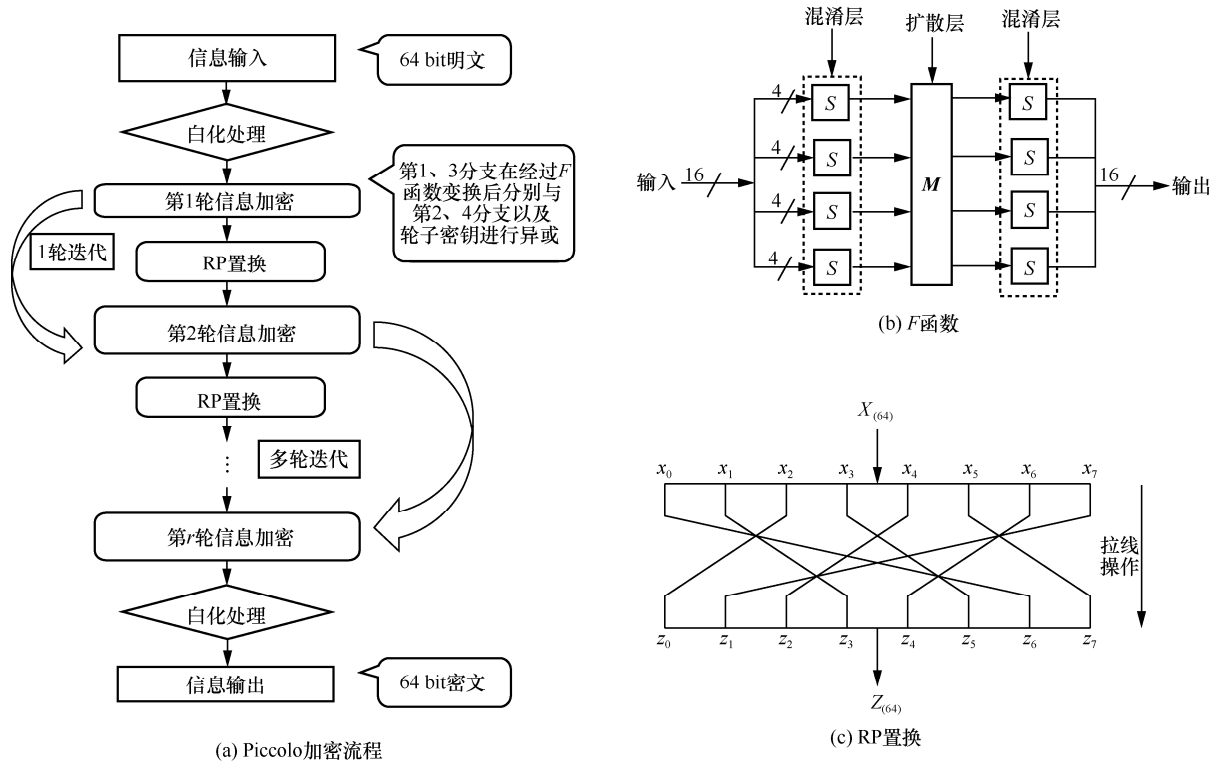 信息输入
64 bit明文
白化处理
第1轮信息加密
第1、3分支在经过F
函数变换后分别与
第2、4分支以及
轮子密钥进行异或
1轮迭代
RP置换
第2轮信息加密
RP置换
⋮
多轮迭代
第r轮信息加密
白化处理
信息输出
64 bit密文
(a) Piccolo加密流程
混淆层
扩散层
混淆层
4
S
S
4
S
S
输入
16
M
16
输出
4
S
S
4
S
S
(b) F函数
X(64)
x0 x1 x2 x3 x4 x5 x6 x7
拉线
操作
z0 z1 z2 z3 z4 z5 z6 z7
Z(64)
(c) RP置换